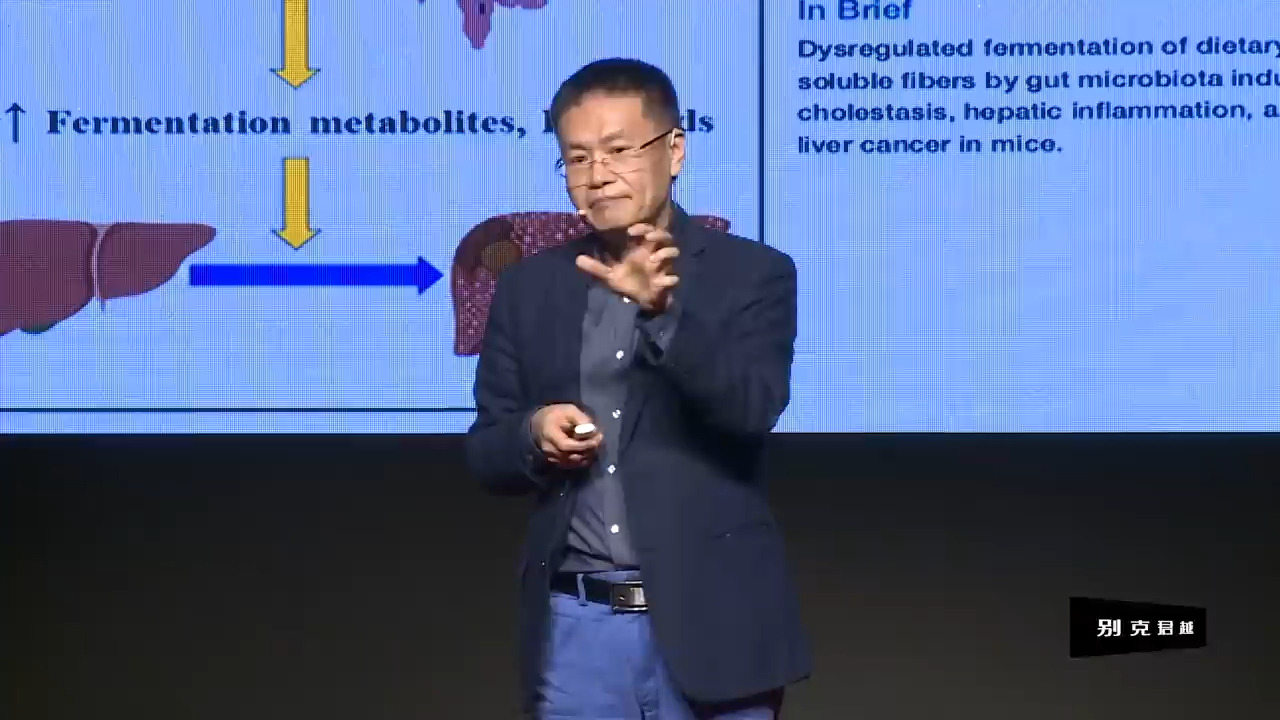 ↑ Fermentation metabolites,
In Brief
Dysregulated fermentation of dietary
soluble fibers by gut microbiota
cholestasis, hepatic inflammation,
liver cancer in mice.
别克君越